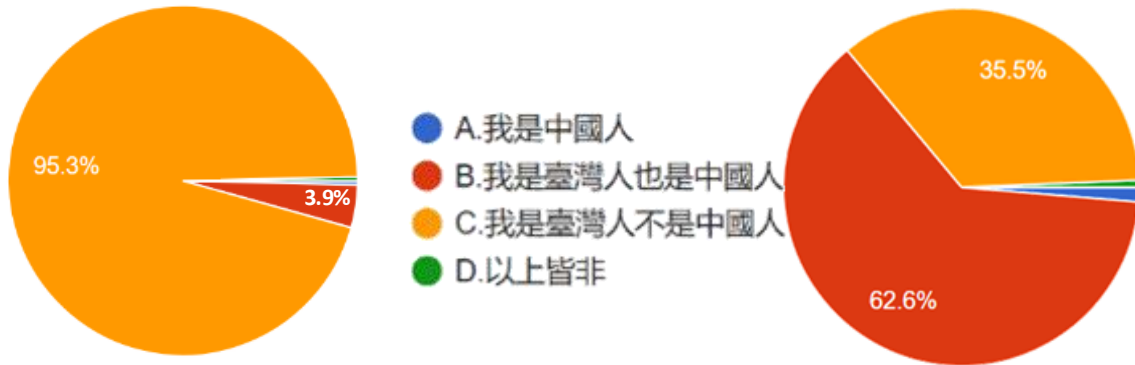 95.3%
3.9%
A.我是中國人
B.我是臺灣人也是中國人
C.我是臺灣人不是中國人
D.以上皆非
35.5%
62.6%